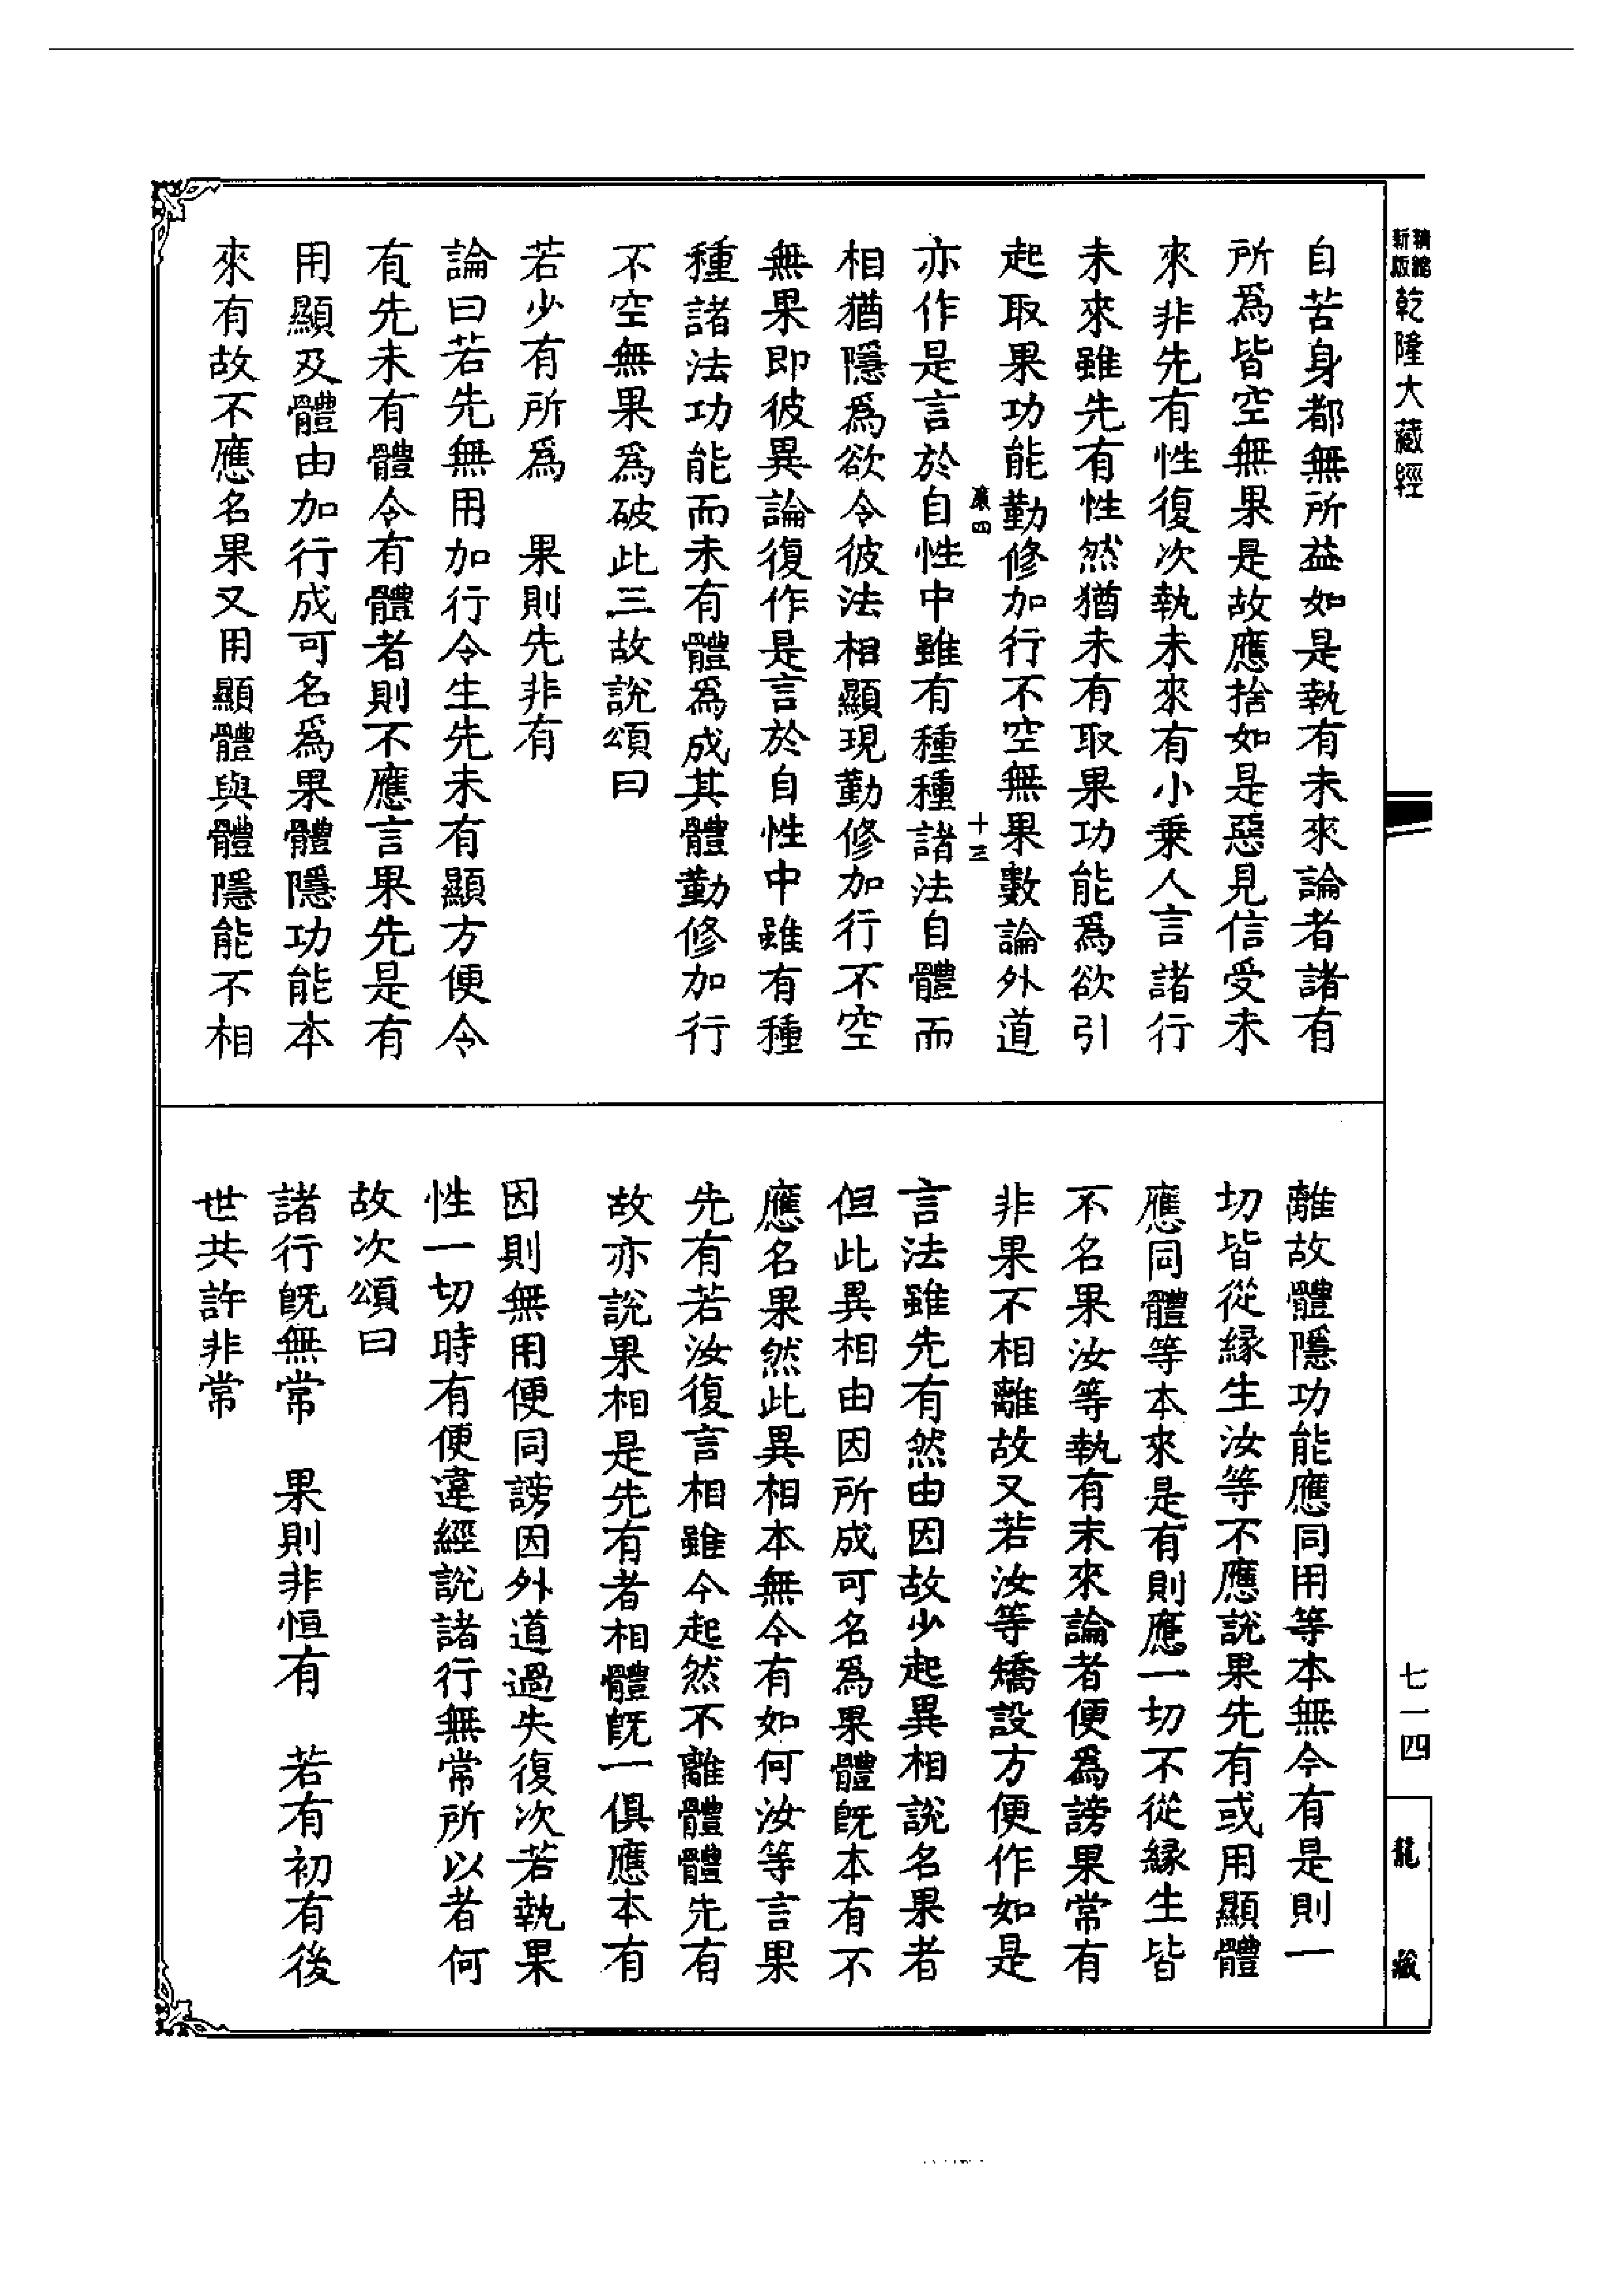 新版
精縮
乾隆大藏經
七一四
龍藏
自苦身都無所益如是執有未來論者諸有
所爲皆空無果是故應捨如是惡見信受未
來非先有性復次執未來有小乗人言諸行
未來雖先有性然猶未有取果功能爲欲引
起取果功能勤修加行不空無果數論外道
十三
亦作是言於自性中雖有種種諸法自體而
相猶隱爲欲令彼法相顯現勤修加行不空
無果即彼異論復作是言於自性中雖有種
種諸法功能而未有體爲成其體勤修加行
不空無果爲破此三故説頌曰
若少有所爲　果則先非有
論曰若先無用加行令生先未有顯方便令
有先未有體令有體者則不應言果先是有
用顯及體由加行成可名爲果體隱功能本
來有故不應名果又用顯體與體隱能不相
離故體隱功能應同用等本無今有是則一
切皆從緣生汝等不應説果先有或用顯體
應同體等本來是有則應一切不從緣生皆
不名果汝等執有未來論者便爲謗果常有
非果不相離故又若汝等矯設方便作如是
言法雖先有然由因故少起異相説名果者
但此異相由因所成可名爲果體旣本有不
應名果然此異相本無今有如何汝等言果
先有若汝復言相雖今起然不離體體先有
故亦説果相是先有者相體旣一俱應本有
因則無用便同謗因外道過失復次若執果
性一切時有便違經説諸行無常所以者何
故次頌曰
諸行旣無常　果則非恒有　若有初有後
世共許非常